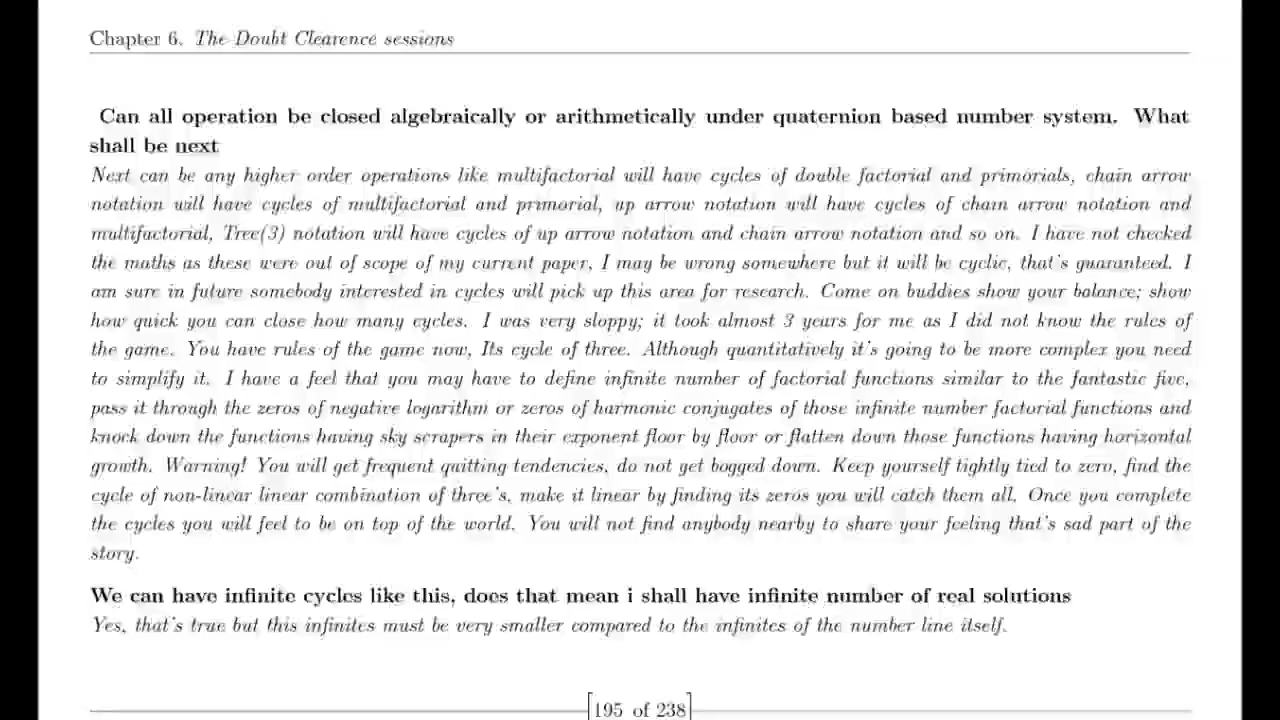 Chapter 6. The Doubt Clearence sessions
Can all operation be closed algebraically or arithmetically under quaternion based number system. What
shall be next
Next can be any higher order operations like multifactorial will have cycles of double factorial and primorials, chain arrow
notation will have cycles of multifactorial and primorial, up arrow notation will have cycles of chain arrow notation and
multifactorial, Tree(3) notation will have cycles of up arrow notation and chain arrow notation and so on. I have not checked
the maths as these were out of scope of my current paper, I may be wrong somewhere but it will be cyclic, that's guaranteed. I
am sure in future somebody interested in cycles will pick up this area for research. Come on buddies show your balance; show
how quick you can close how many cycles. I was very sloppy; it took almost 3 years for me as I did not know the rules of
the game. You have rules of the game now, Its cycle of three. Although quantitatively it's going to be more complex you need
to simplify it. I have a feel that you may have to define infinite number of factorial functions similar to the fantastic five,
pass it through the zeros of negative logarithm or zeros of harmonic conjugates of those infinite number factorial functions and
knock down the functions having sky scrapers in their exponent floor by floor or flatten down those functions having horizontal
growth. Warning! You will get frequent quitting tendencies, do not get bogged down. Keep yourself tightly tied to zero, find the
cycle of non-linear linear combination of three's, make it linear by finding its zeros you will catch them all. Once you complete
the cycles you will feel to be on top of the world. You will not find anybody nearby to share your feeling that's sad part of the
story.
We can have infinite cycles like this, does that mean i shall have infinite number of real solutions
Yes, that's true but this infinites must be very smaller compared to the infinites of the number line itself.
[195 of 238]